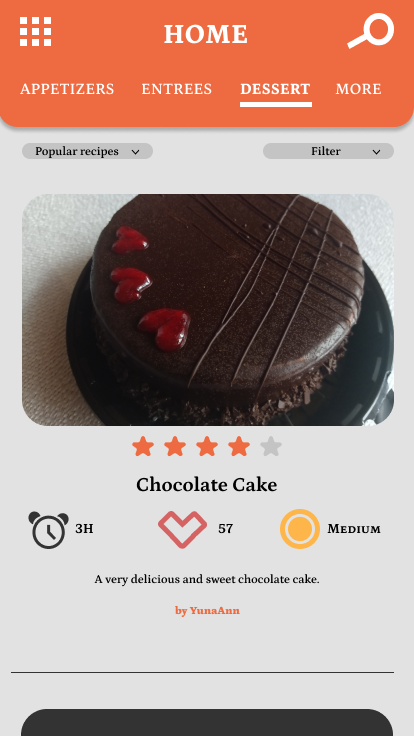 HOME
APPETIZERS ENTREES DESSERT MORE
Popular recipes Filter
Chocolate Cake
3H 57 Medium
A very delicious and sweet chocolate cake.
by YunaAnn